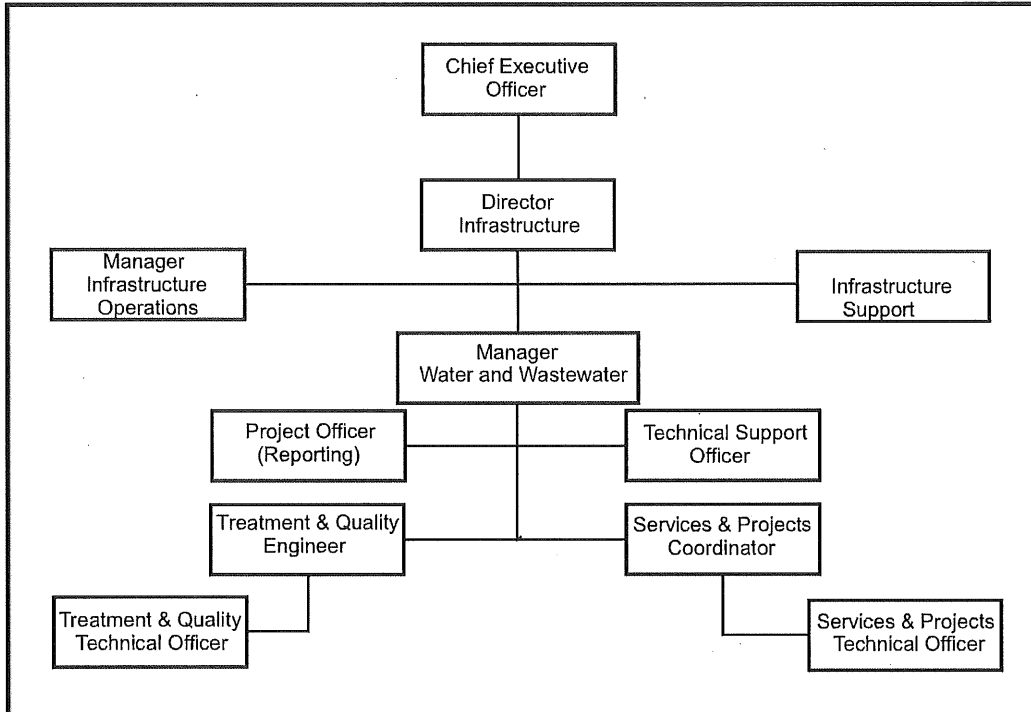 Chief Executive
Officer
Director
Infrastructure
Manager
Infrastructure
Operations
Infrastructure
Support
Manager
Water and Wastewater
Project Officer
(Reporting)
Technical Support
Officer
Treatment & Quality
Engineer
Services & Projects
Coordinator
Treatment & Quality
Technical Officer
Services & Projects
Technical Officer